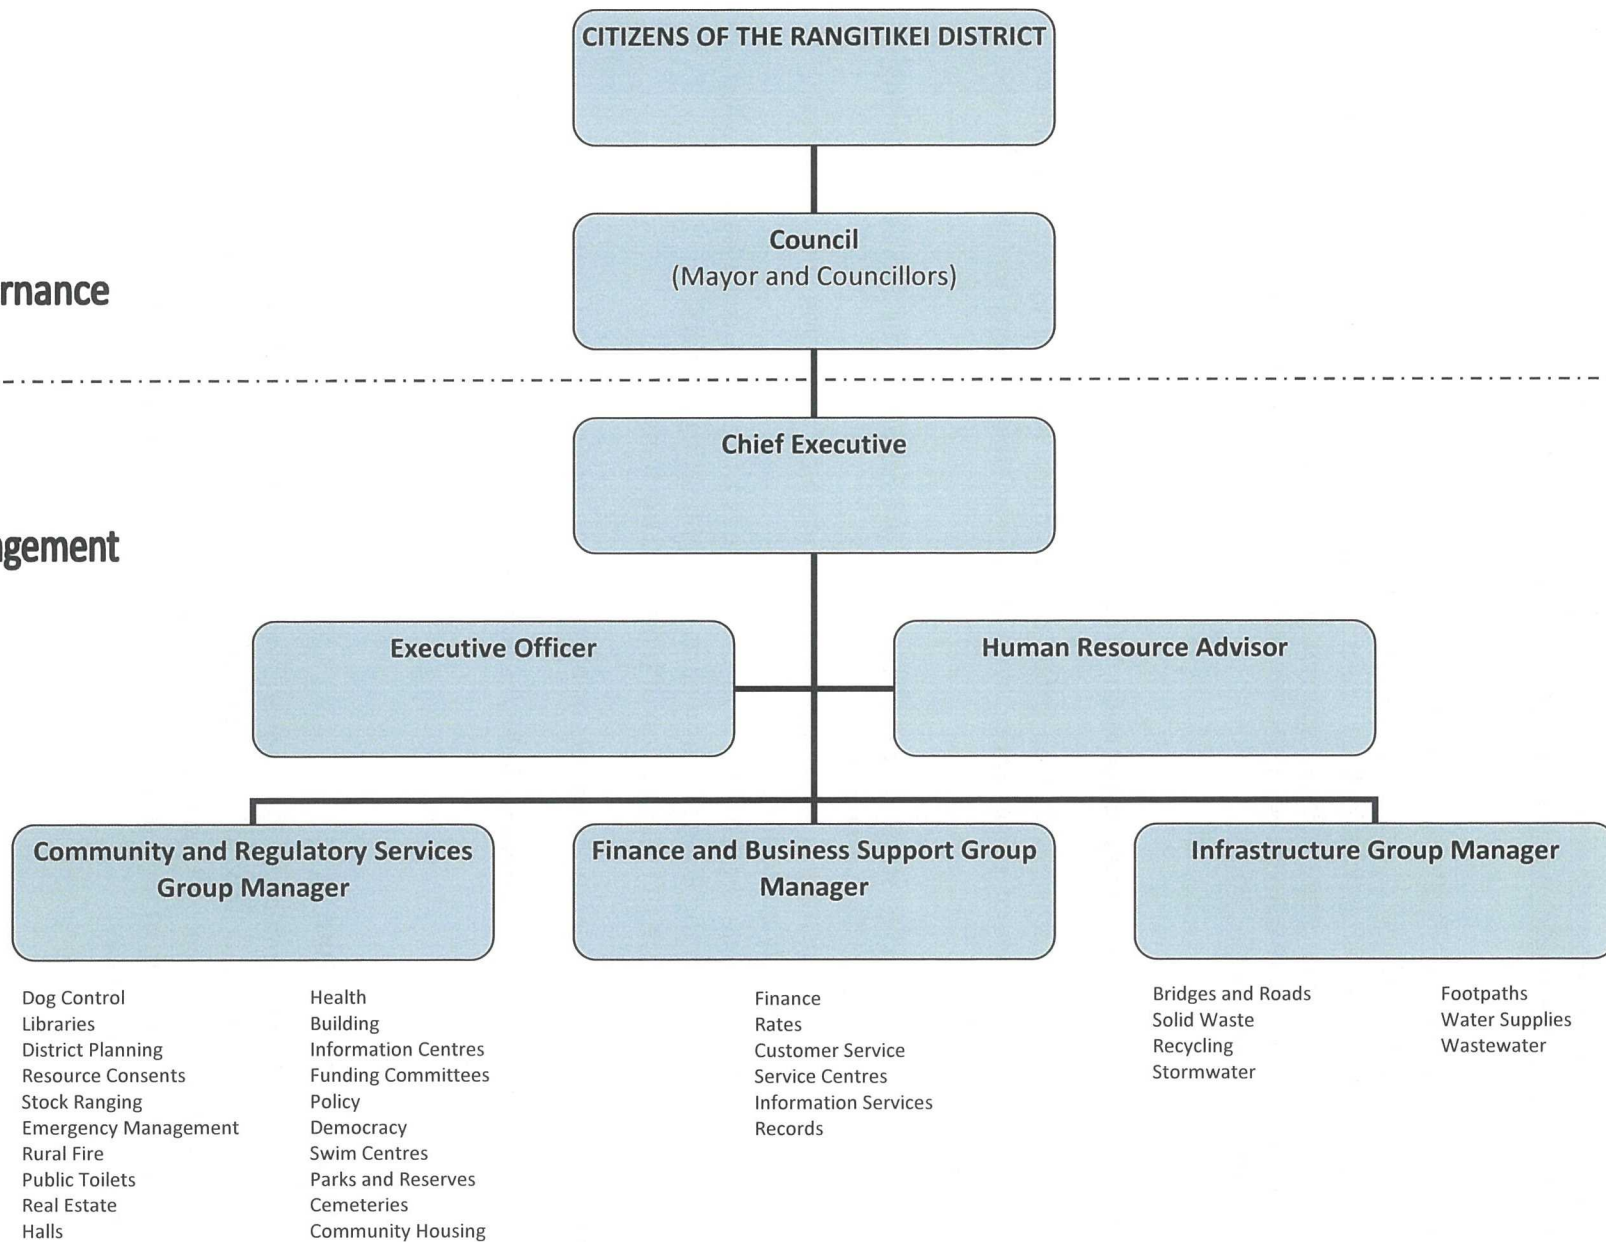 CITIZENS OF THE RANGITIKEI DISTRICT
Council
(Mayor and Councillors)
rnance
Chief Executive
gement
Executive Officer
Human Resource Advisor
Community and Regulatory Services
Group Manager
Finance and Business Support Group
Manager
Infrastructure Group Manager
Dog Control
Libraries
District Planning
Resource Consents
Stock Ranging
Emergency Management
Rural Fire
Public Toilets
Real Estate
Halls
Health
Building
Information Centres
Funding Committees
Policy
Democracy
Swim Centres
Parks and Reserves
Cemeteries
Community Housing
Finance
Rates
Customer Service
Service Centres
Information Services
Records
Bridges and Roads
Solid Waste
Recycling
Stormwater
Footpaths
Water Supplies
Wastewater